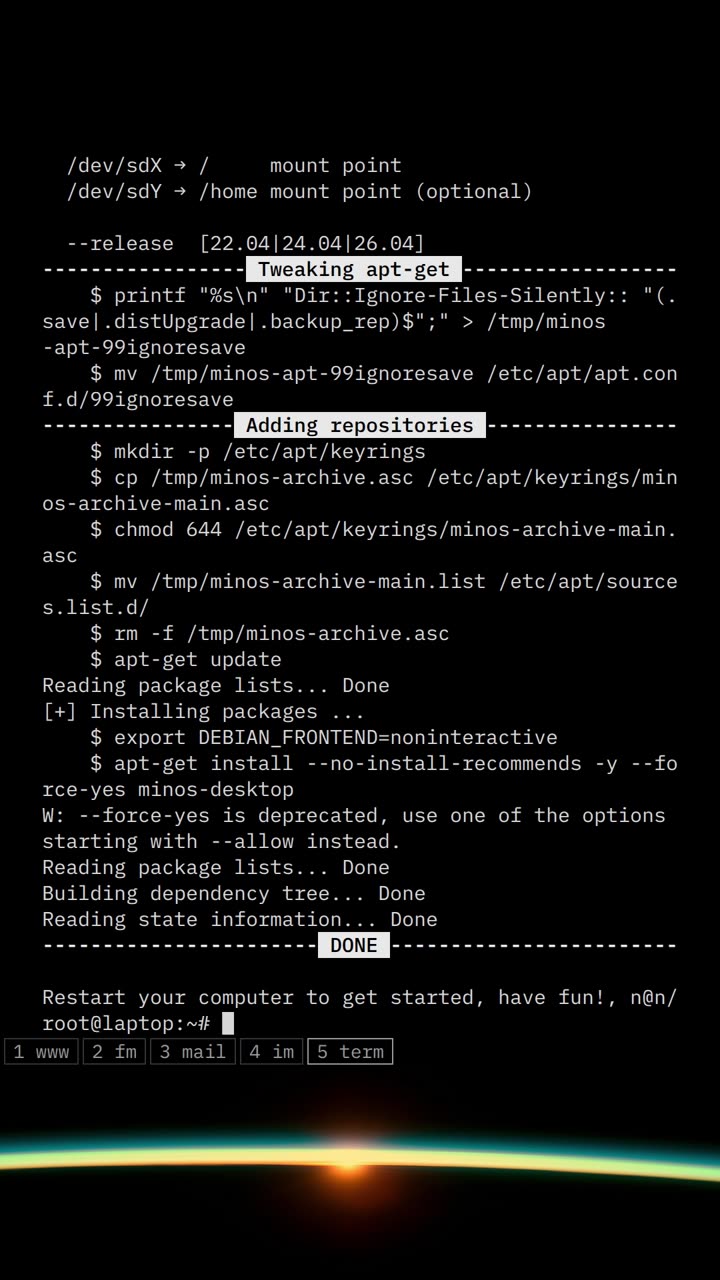 /dev/sdX → /     mount point
/dev/sdY → /home mount point (optional)
--release  [22.04|24.04|26.04]
----------------- Tweaking apt-get ------------------
$ printf "%s\n" "Dir::Ignore-Files-Silently:: "(.
save|.distUpgrade|.backup_rep)$";" > /tmp/minos
-apt-99ignoresave
$ mv /tmp/minos-apt-99ignoresave /etc/apt/apt.con
f.d/99ignoresave
---------------- Adding repositories ----------------
$ mkdir -p /etc/apt/keyrings
$ cp /tmp/minos-archive.asc /etc/apt/keyrings/min
os-archive-main.asc
$ chmod 644 /etc/apt/keyrings/minos-archive-main.
asc
$ mv /tmp/minos-archive-main.list /etc/apt/source
s.list.d/
$ rm -f /tmp/minos-archive.asc
$ apt-get update
Reading package lists... Done
[+] Installing packages ...
$ export DEBIAN_FRONTEND=noninteractive
$ apt-get install --no-install-recommends -y --fo
rce-yes minos-desktop
W: --force-yes is deprecated, use one of the options
starting with --allow instead.
Reading package lists... Done
Building dependency tree... Done
Reading state information... Done
----------------------- DONE ------------------------
Restart your computer to get started, have fun!, n@n/
root@laptop:~#
1 www 2 fm 3 mail 4 im 5 term